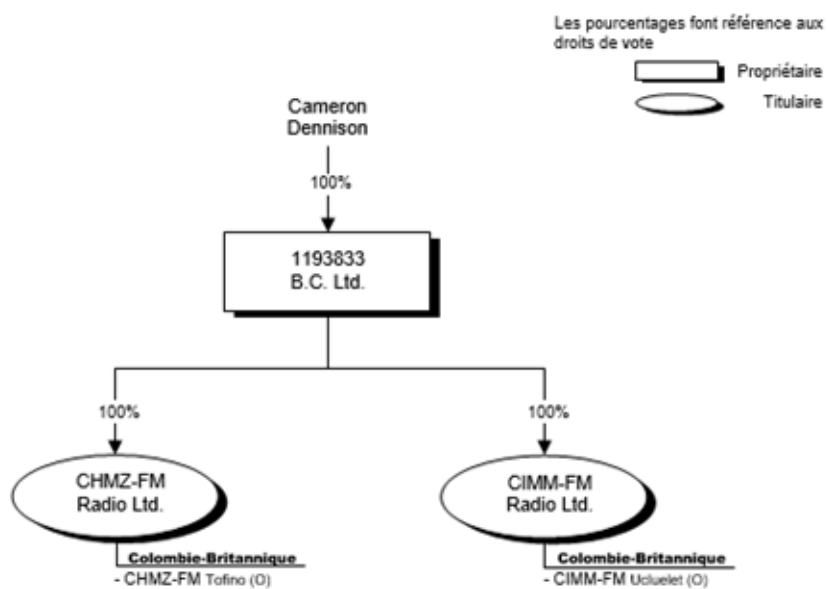 Les pourcentages font référence aux
droits de vote
Propriétaire
Titulaire
Cameron
Dennison
100%
1193833
B.C. Ltd.
100%
100%
CHMZ-FM
Radio Ltd.
CIMM-FM
Radio Ltd.
Colombie-Britannique
- CHMZ-FM Tofino (O)
Colombie-Britannique
- CIMM-FM Ucluelet (O)